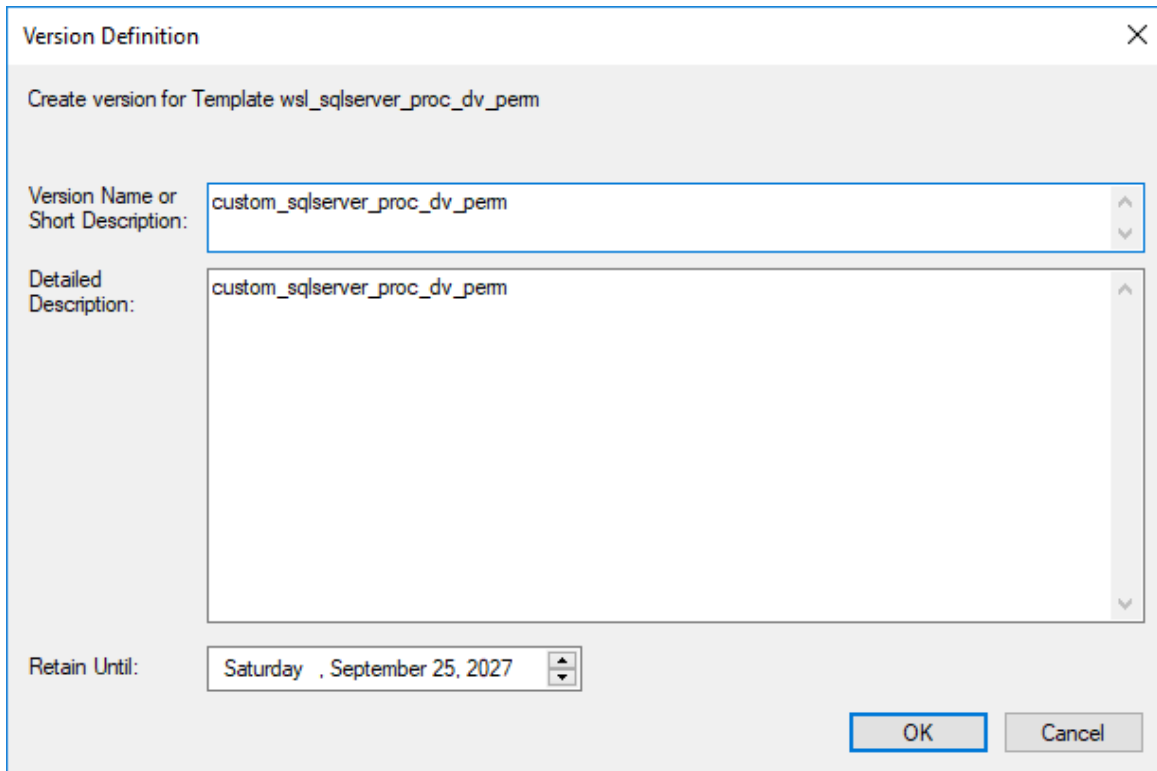 Version Definition
Create version for Template wsl_sqlserver_proc_dv_perm
Version Name or
Short Description:
custom_sqlserver_proc_dv_perm
Detailed
Description:
custom_sqlserver_proc_dv_perm
Retain Until:
Saturday , September 25, 2027
OK
Cancel